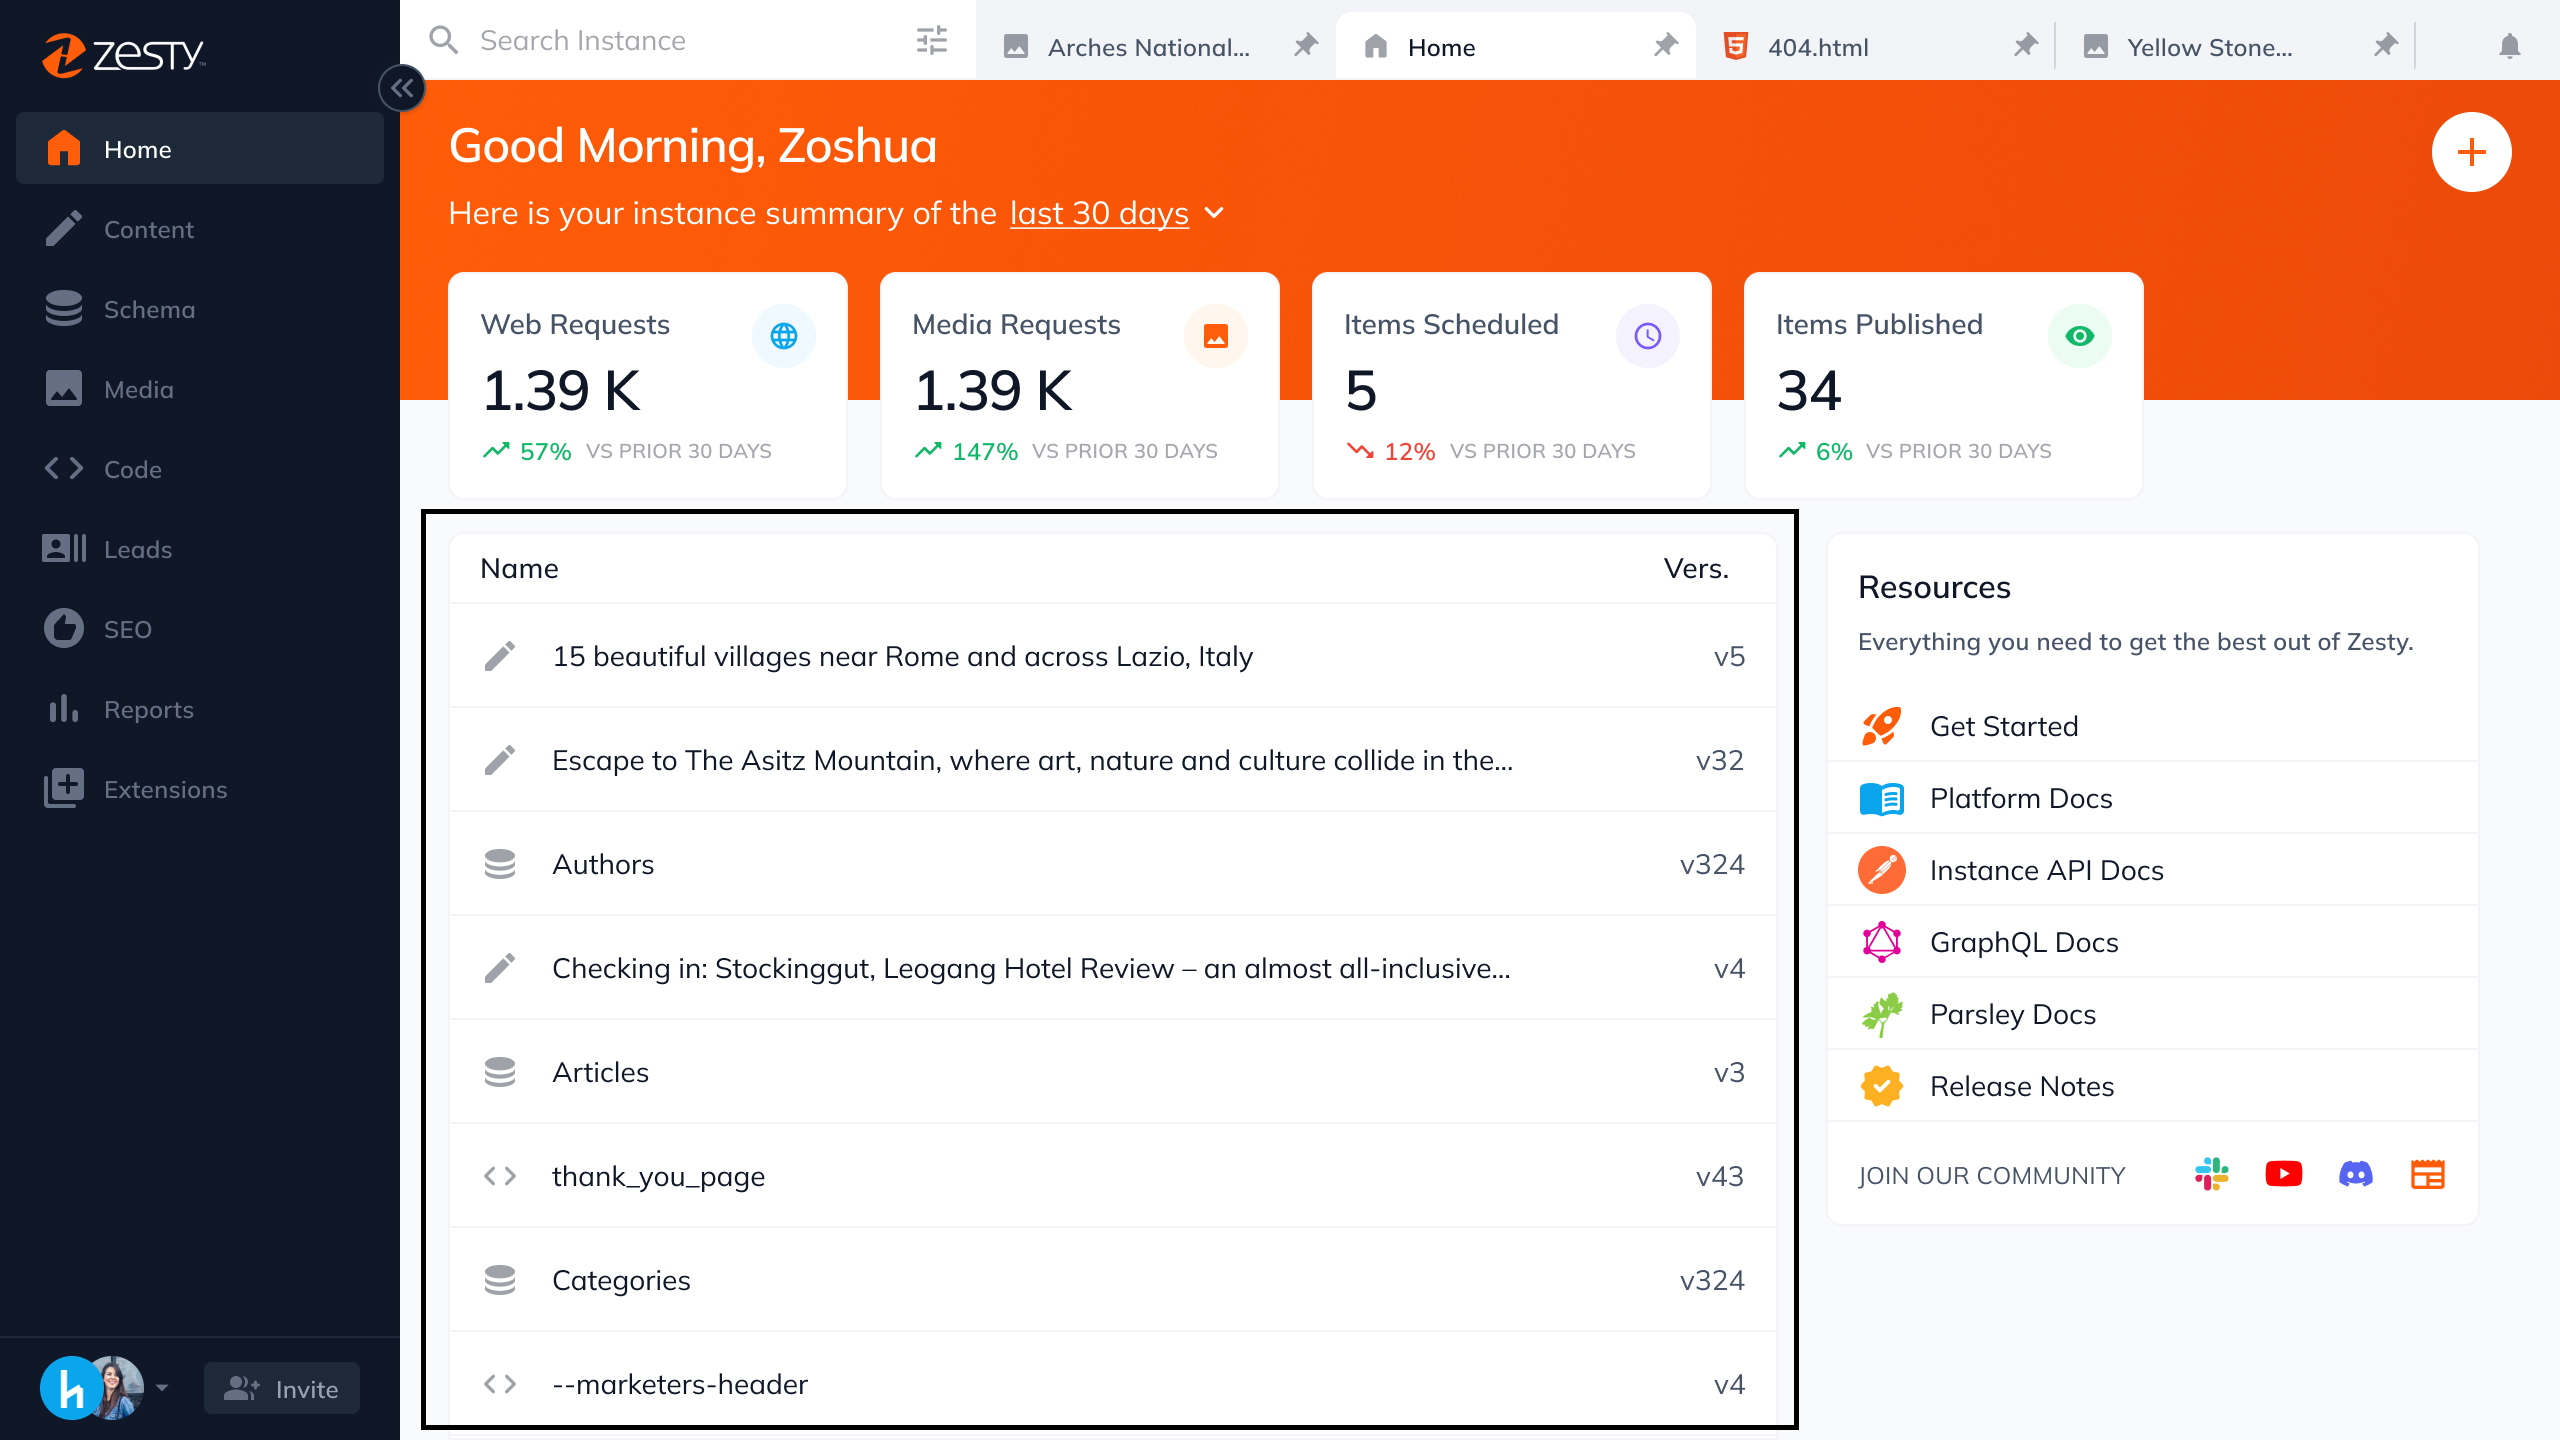 zesty™
Home
Content
Schema
Media
Code
Leads
SEO
Reports
Extensions
h
Invite
Search Instance
Arches National...
Home
404.html
Yellow Stone...
Good Morning, Zoshua
Here is your instance summary of the last 30 days
Web Requests
1.39 K
57% VS PRIOR 30 DAYS
Media Requests
1.39 K
147% VS PRIOR 30 DAYS
Items Scheduled
5
12% VS PRIOR 30 DAYS
Items Published
34
6% VS PRIOR 30 DAYS
Name Vers.
15 beautiful villages near Rome and across Lazio, Italy v5
Escape to The Asitz Mountain, where art, nature and culture collide in the... v32
Authors v324
Checking in: Stockinggut, Leogang Hotel Review – an almost all-inclusive... v4
Articles v3
thank_you_page v43
Categories v324
--marketers-header v4
Resources
Everything you need to get the best out of Zesty.
Get Started
Platform Docs
Instance API Docs
GraphQL Docs
Parsley Docs
Release Notes
JOIN OUR COMMUNITY